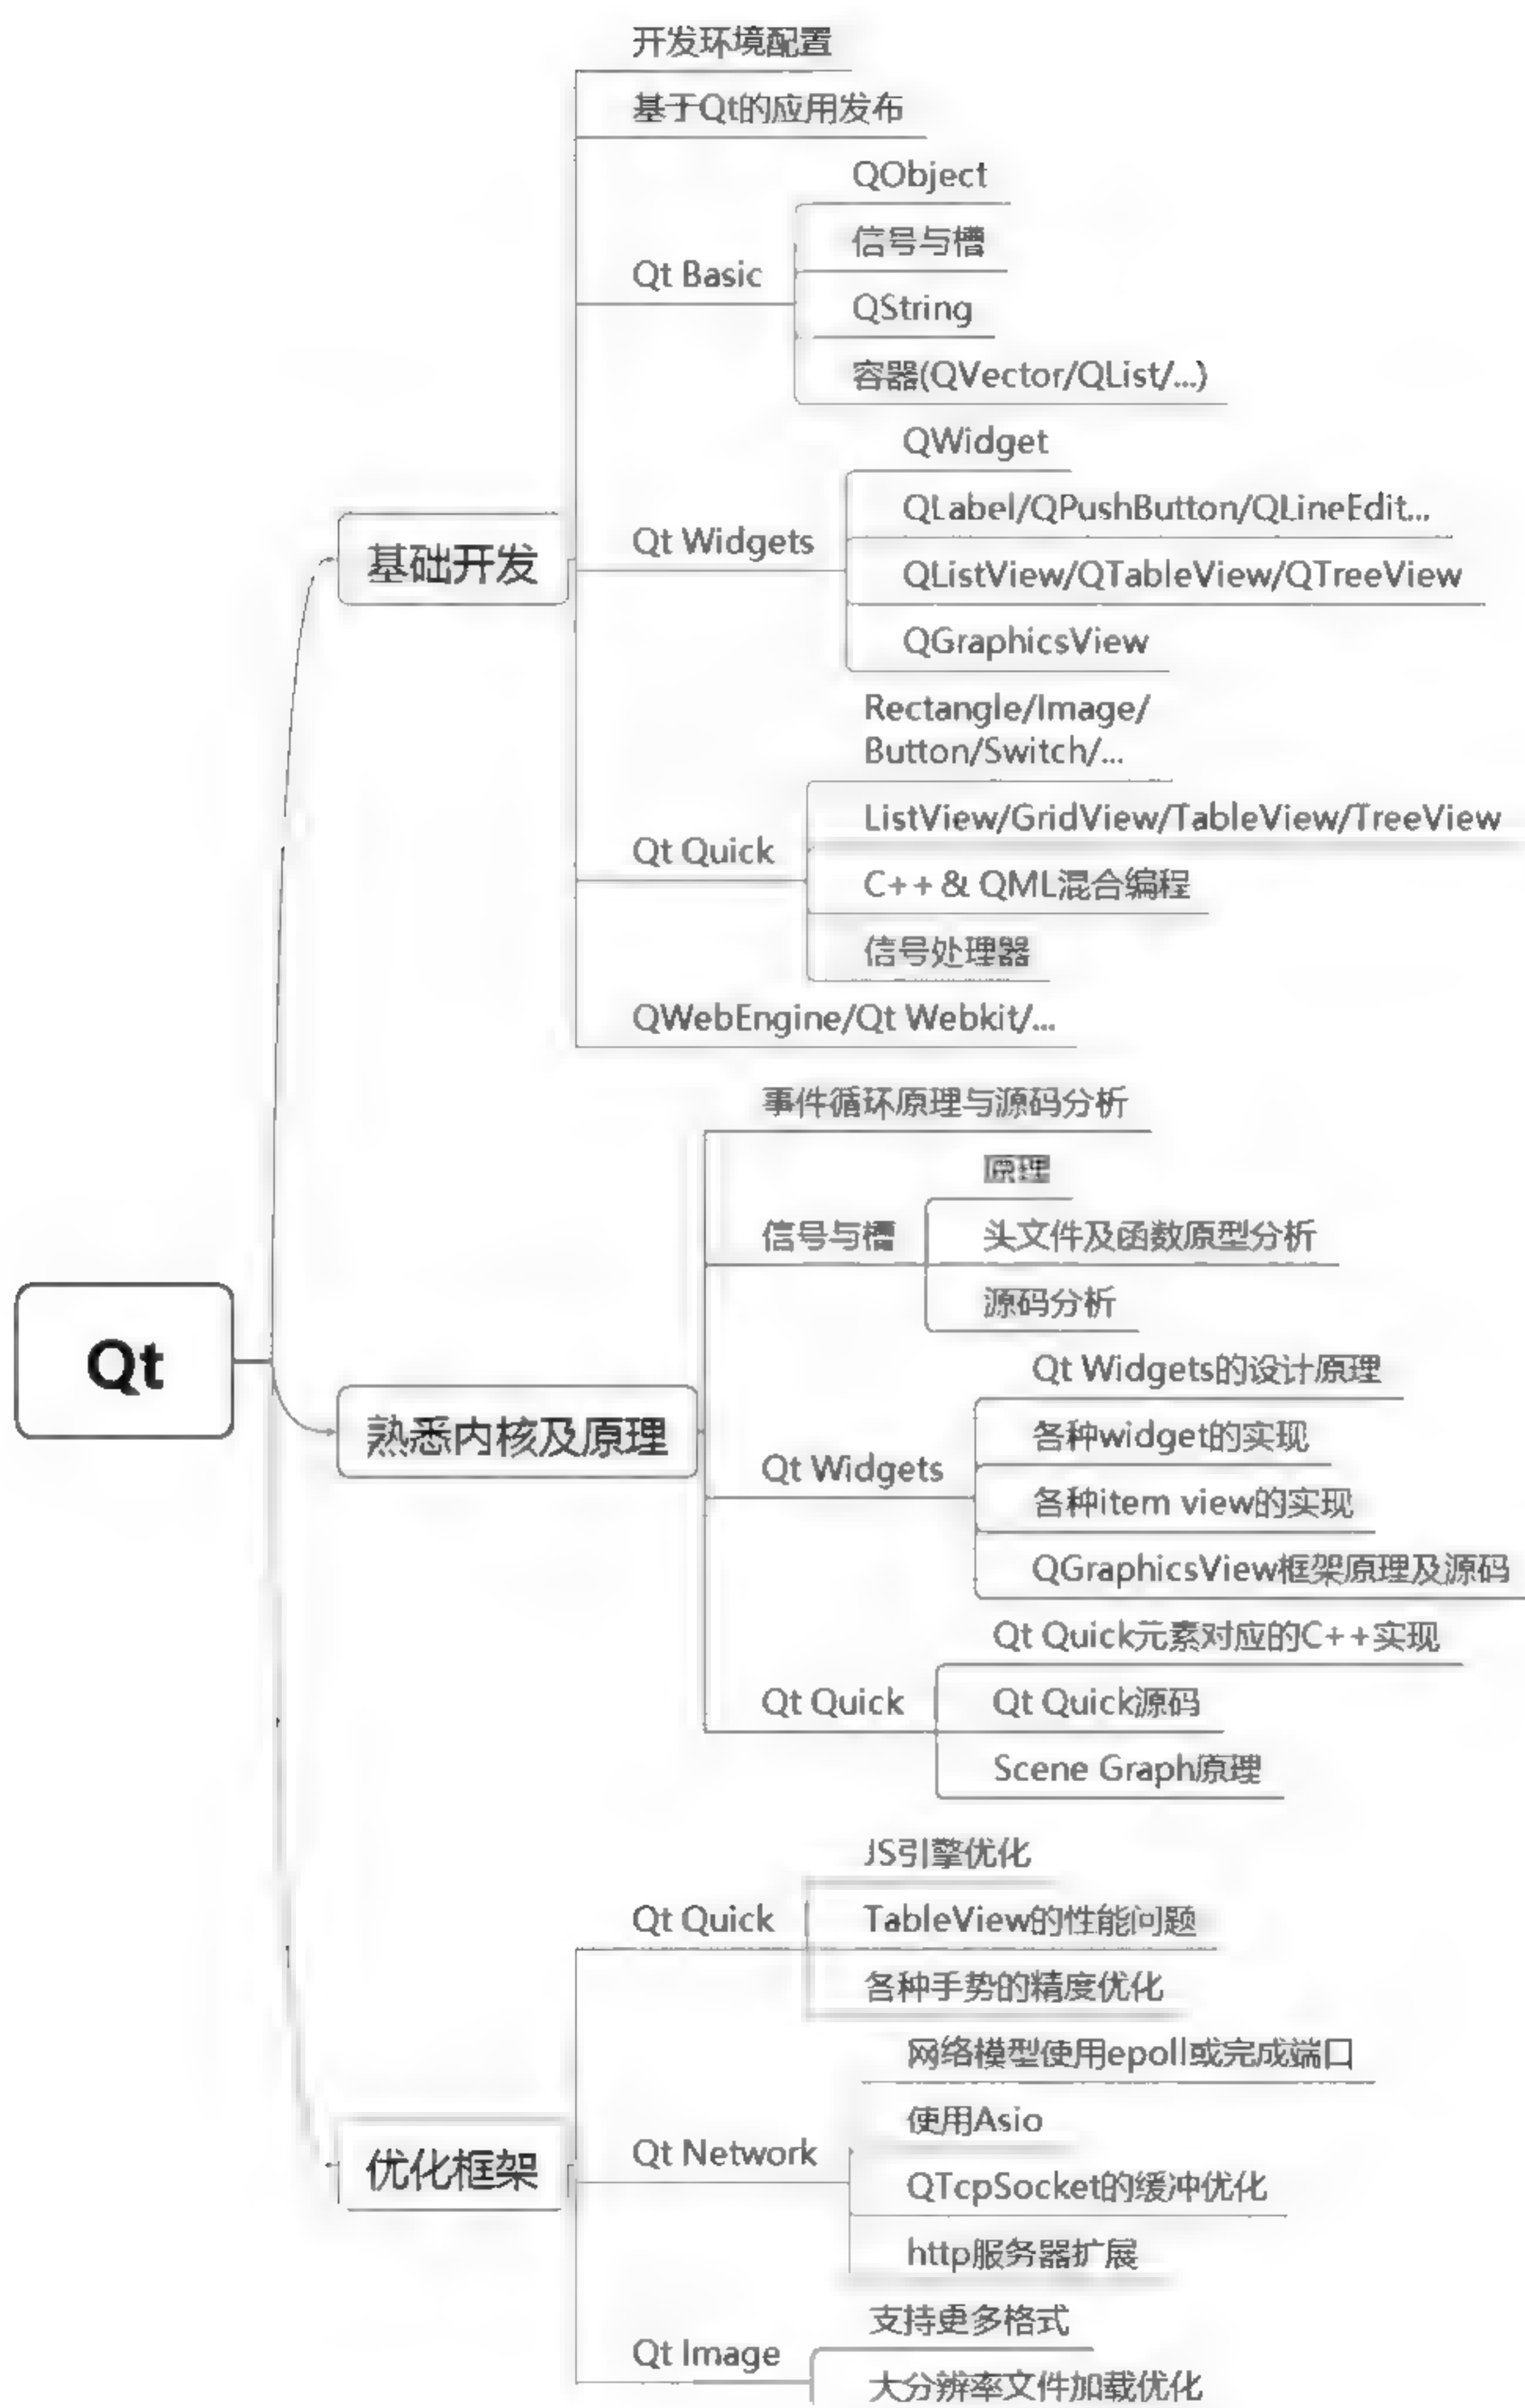 开发环境配置
基于Qt的应用发布
QObject
信号与槽
Qt Basic
QString
容器(QVector/QList/...)
QWidget
QLabel/QPushButton/QLineEdit...
Qt Widgets
基础开发
QListView/QTableView/QTreeView
QGraphicsView
Rectangle/Image/
Button/Switch/...
ListView/GridView/TableView/TreeView
Qt Quick
C++ & QML混合编程
信号处理器
QWebEngine/Qt Webkit/...
事件循环原理与源码分析
原理
信号与槽
头文件及函数原型分析
源码分析
Qt
Qt Widgets的设计原理
熟悉内核及原理
各种widget的实现
Qt Widgets
各种item view的实现
QGraphicsView框架原理及源码
Qt Quick元素对应的C++实现
Qt Quick
Qt Quick源码
Scene Graph原理
JS引擎优化
Qt Quick
TableView的性能问题
各种手势的精度优化
网络模型使用epoll或完成端口
使用Asio
Qt Network
优化框架
QTcpSocket的缓冲优化
http服务器扩展
支持更多格式
Qt Image
大分辨率文件加载优化